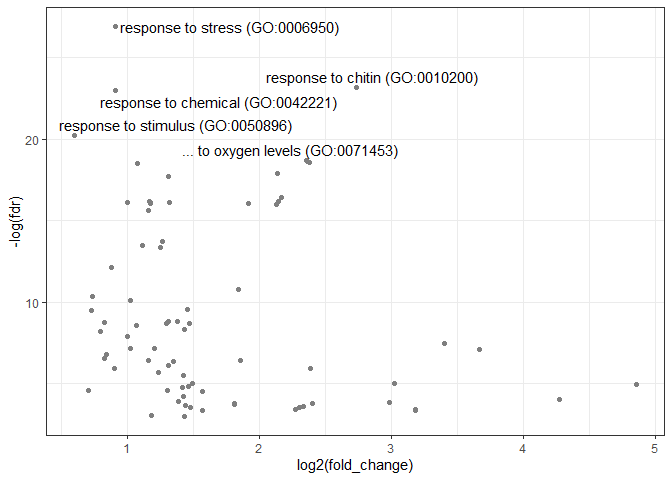 response to stress (GO:0006950)
response to chitin (GO:0010200)
response to chemical (GO:0042221)
response to stimulus (GO:0050896)
... to oxygen levels (GO:0071453)
20
10
-log(fdr)
1 2 3 4 5
log2(fold_change)